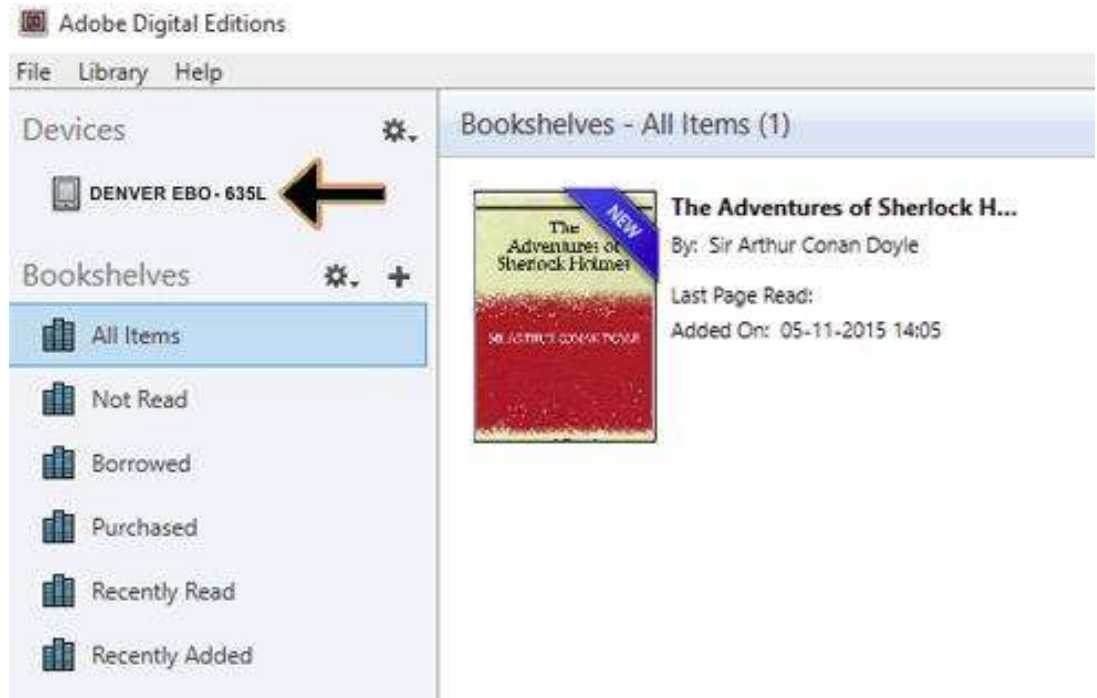 Adobe Digital Editions
File Library Help
Devices
DENVER EBO- 635L
Bookshelves
All Items
Not Read
Borrowed
Purchased
Recently Read
Recently Added
Bookshelves - All Items (1)
The
Adventures of
Sherlock Holmes
NEW
SIR ARTHUR CONAN DOYLE
The Adventures of Sherlock H...
By: Sir Arthur Conan Doyle
Last Page Read:
Added On: 05-11-2015 14:05